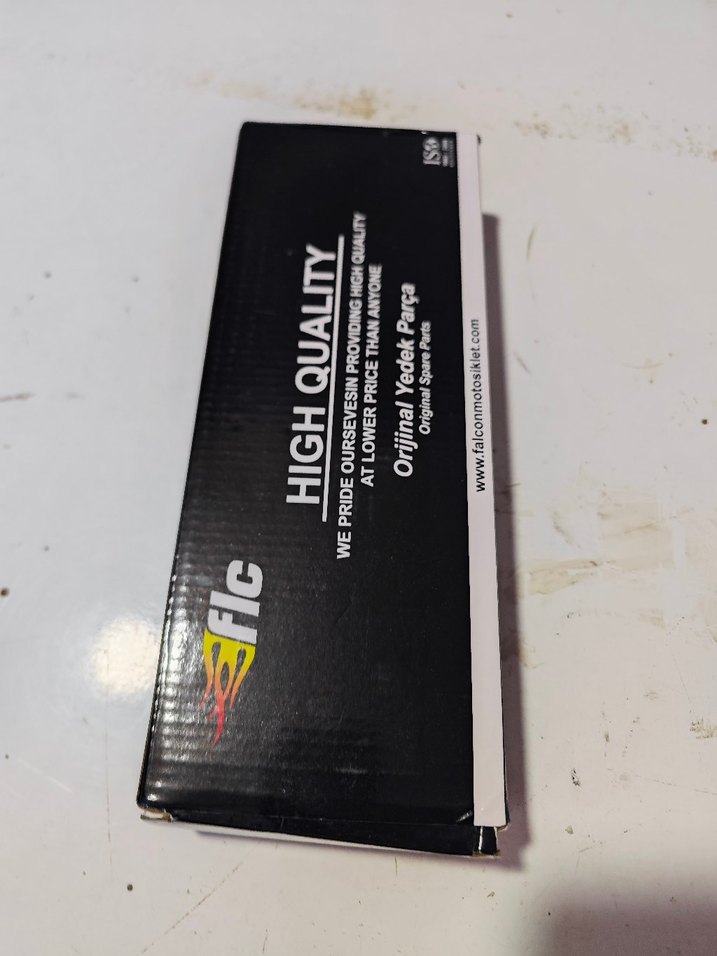 flc
HIGH QUALITY
WE PRIDE OURSEVESIN PROVIDING HIGH QUALITY
AT LOWER PRICE THAN ANYONE
Orijinal Yedek Parça
Original Spare Parts
ISO
www.falconmotosiklet.com